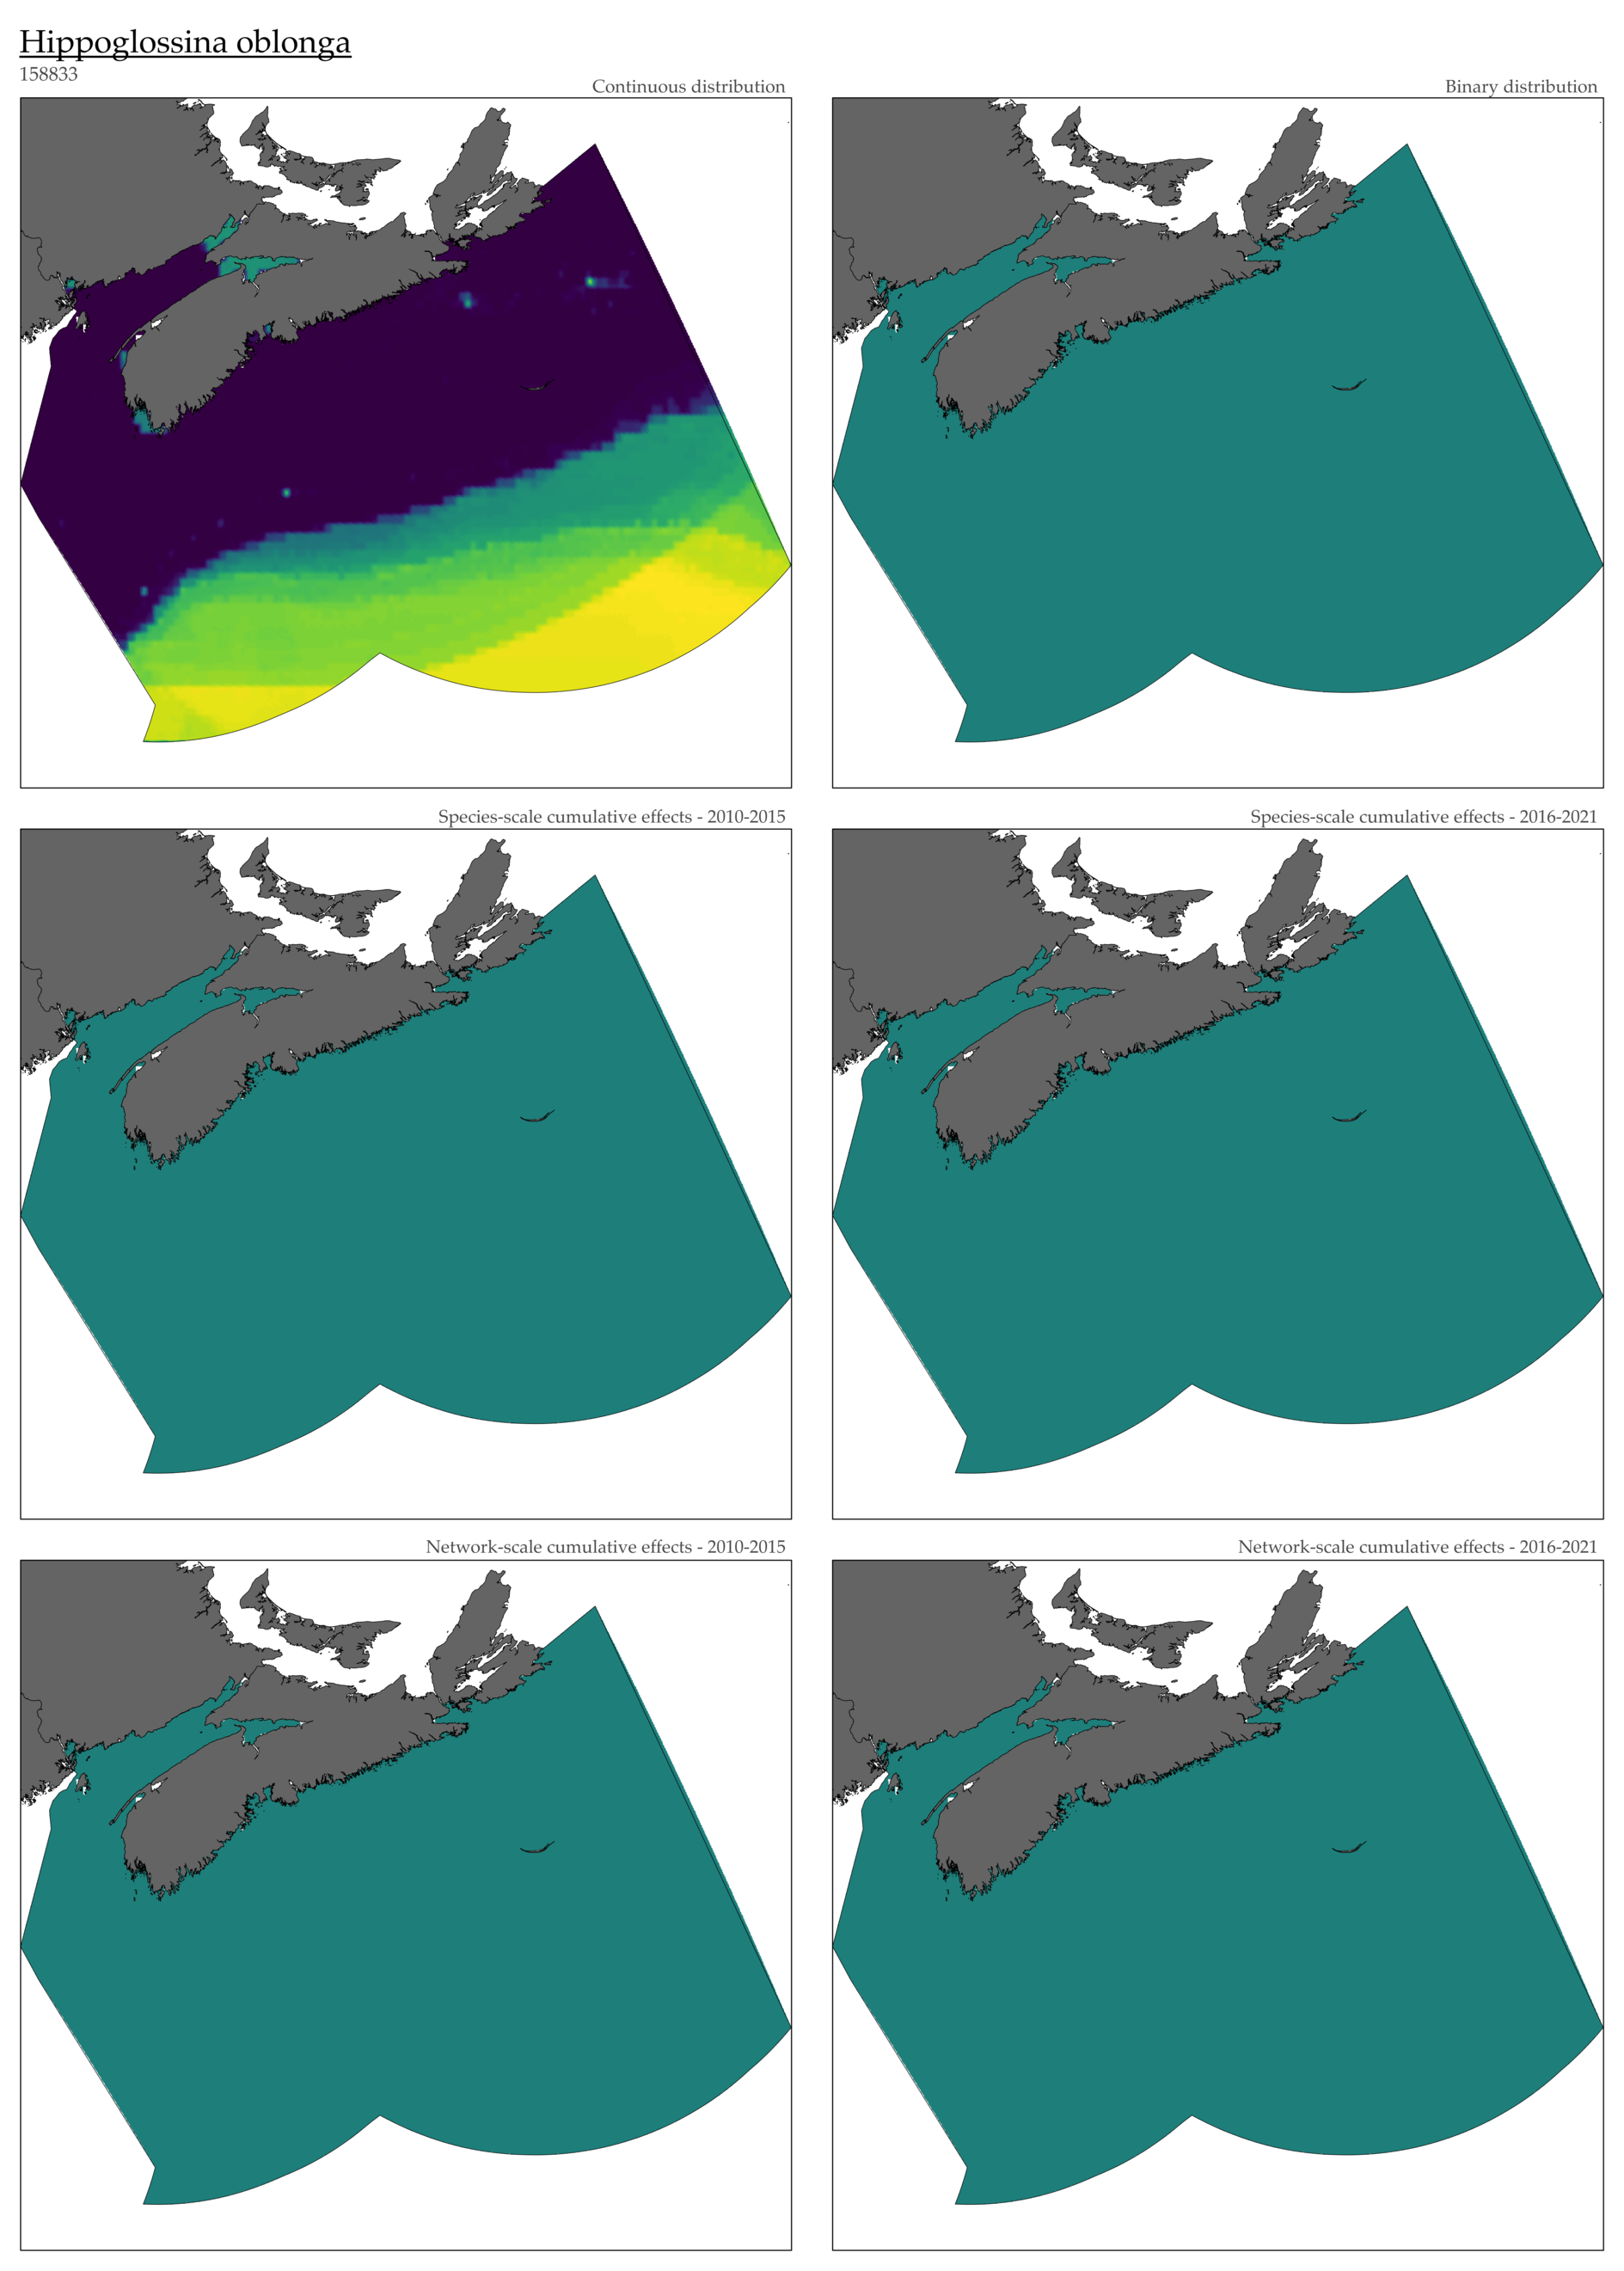 Hippoglossina oblonga
158833
Continuous distribution
Binary distribution
Species-scale cumulative effects - 2010-2015
Species-scale cumulative effects - 2016-2021
Network-scale cumulative effects - 2010-2015
Network-scale cumulative effects - 2016-2021